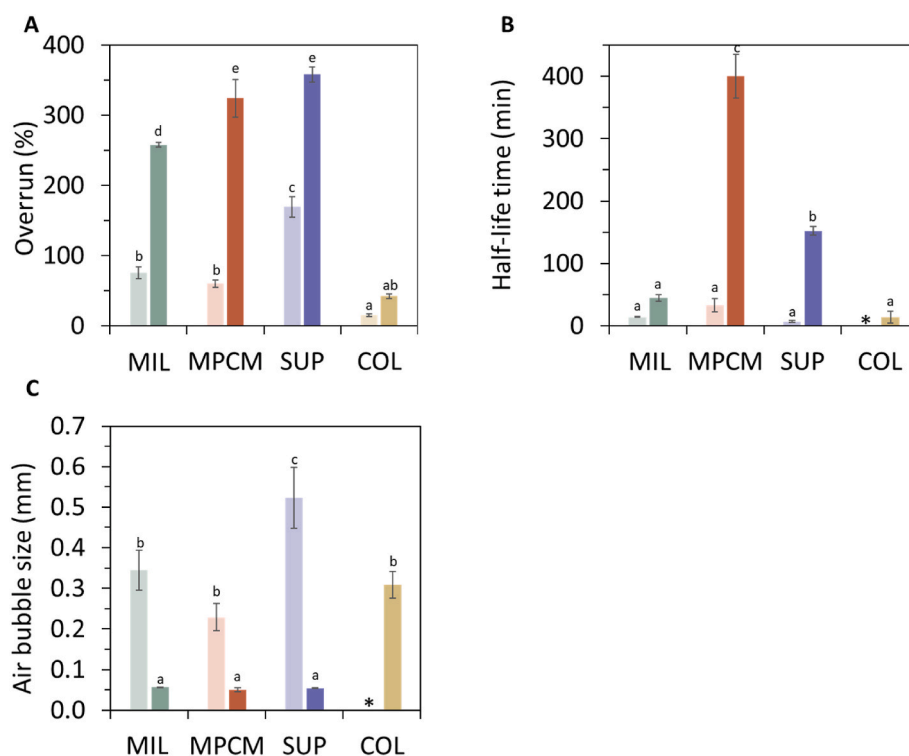 A
Overrun (%)
400
300
200
100
0
b
d
b
e
c
e
a
ab
MIL MPCM SUP COL
B
Half-life time (min)
400
300
200
100
0
a
a
a
c
a
b
*
a
MIL MPCM SUP COL
C
Air bubble size (mm)
0.7
0.6
0.5
0.4
0.3
0.2
0.1
0.0
b
a
b
a
c
a
*
b
MIL MPCM SUP COL